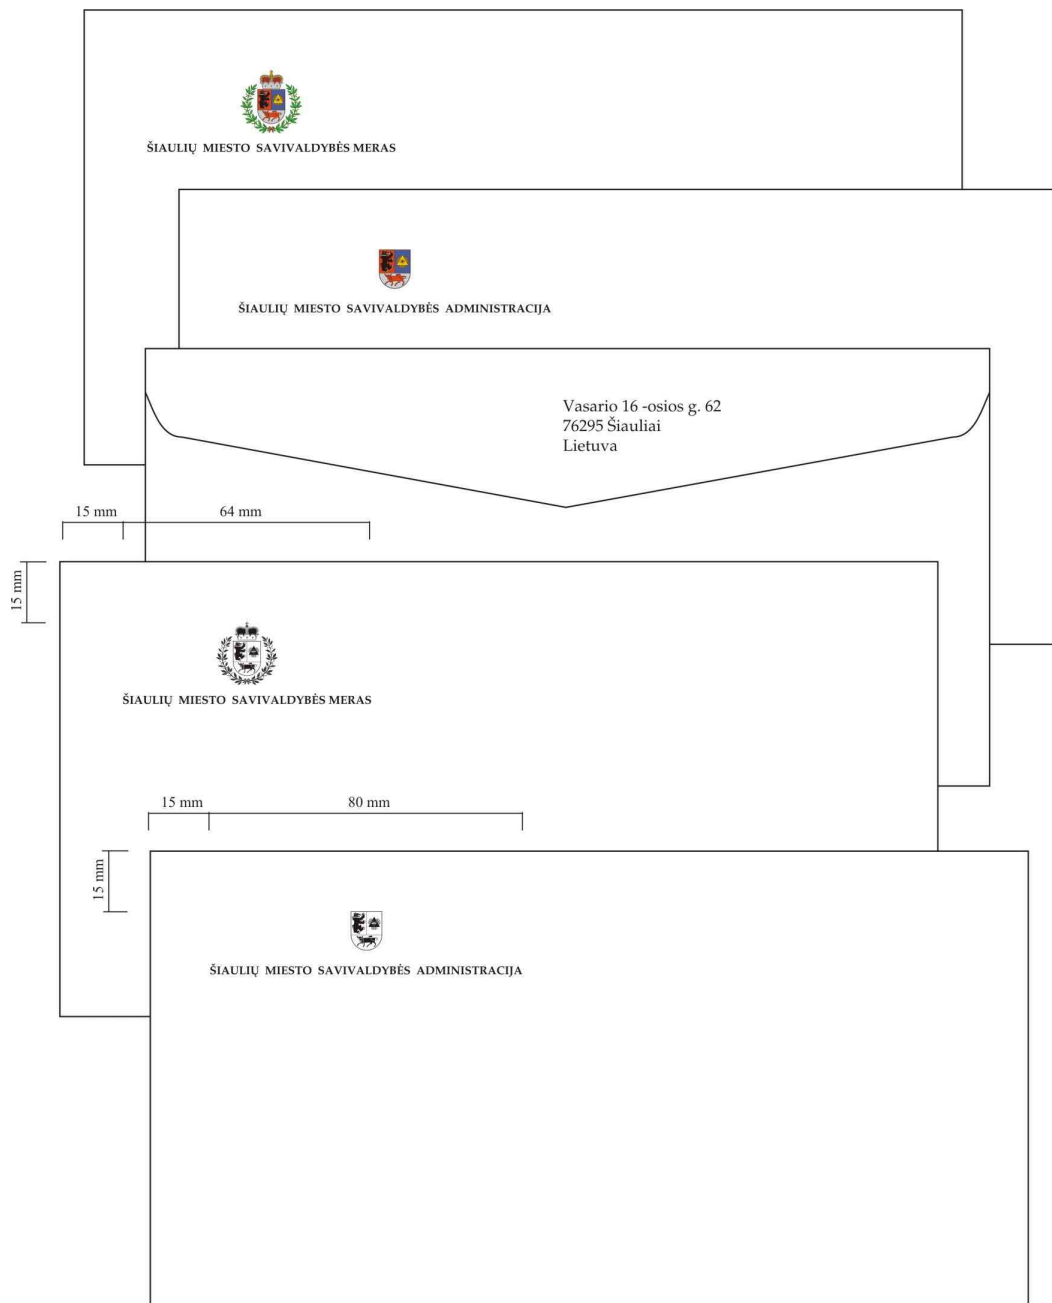 ŠIAULIŲ MIESTO SAVIVALDYBĖS MERAS
ŠIAULIŲ MIESTO SAVIVALDYBĖS ADMINISTRACIJA
Vasario 16 -osios g. 62
76295 Šiauliai
Lietuva
15 mm 64 mm
15 mm
ŠIAULIŲ MIESTO SAVIVALDYBĖS MERAS
15 mm 80 mm
15 mm
ŠIAULIŲ MIESTO SAVIVALDYBĖS ADMINISTRACIJA